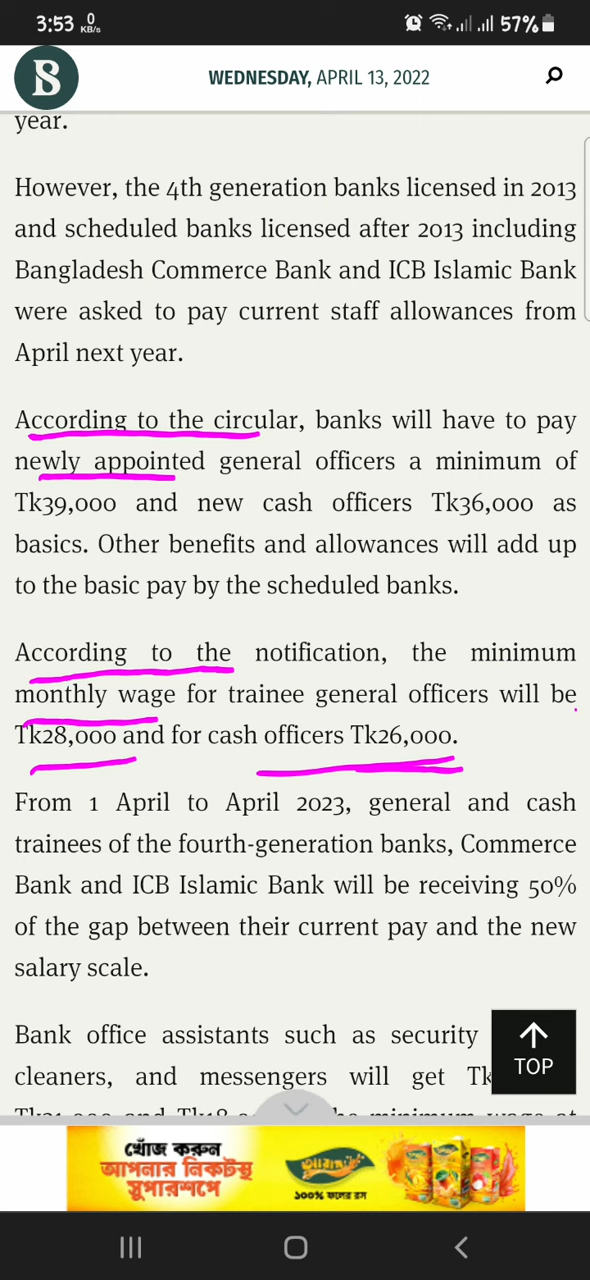 3:53 0 KB/s 57%
B WEDNESDAY, APRIL 13, 2022
year.
However, the 4th generation banks licensed in 2013
and scheduled banks licensed after 2013 including
Bangladesh Commerce Bank and ICB Islamic Bank
were asked to pay current staff allowances from
April next year.
According to the circular, banks will have to pay
newly appointed general officers a minimum of
Tk39,000 and new cash officers Tk36,000 as
basics. Other benefits and allowances will add up
to the basic pay by the scheduled banks.
According to the notification, the minimum
monthly wage for trainee general officers will be
Tk28,000 and for cash officers Tk26,000.
From 1 April to April 2023, general and cash
trainees of the fourth-generation banks, Commerce
Bank and ICB Islamic Bank will be receiving 50%
of the gap between their current pay and the new
salary scale.
Bank office assistants such as security
cleaners, and messengers will get Tk
TOP
খোঁজ করুন
আপনার নিকটস্থ
সুপারশপে
১০০% ফলের রস